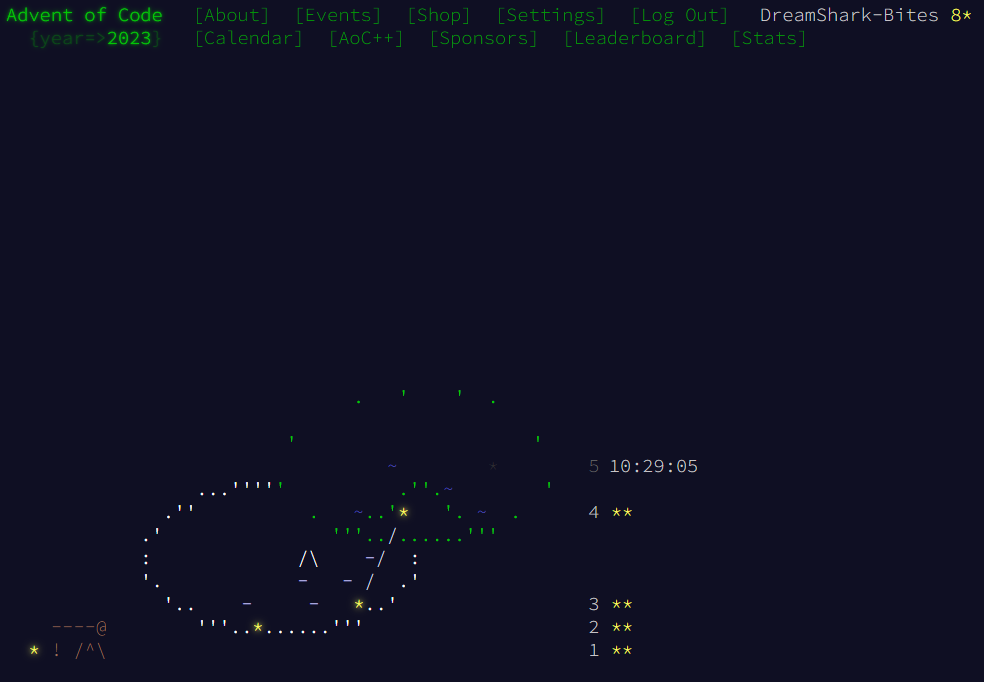 Advent of Code [About] [Events] [Shop] [Settings] [Log Out] DreamShark-Bites 8*
{year=>2023} [Calendar] [AoC++] [Sponsors] [Leaderboard] [Stats]
5 10:29:05
4 **
3 **
2 **
1 **